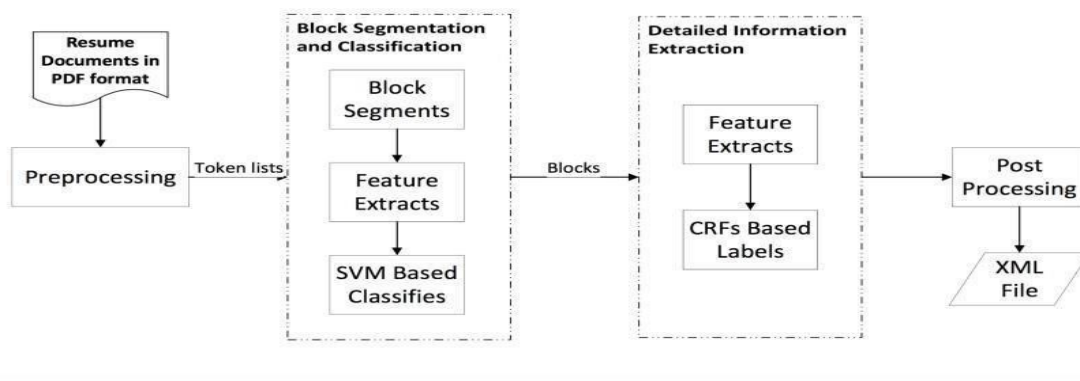 Resume
Documents in
PDF format
Preprocessing
Token lists
Block Segmentation
and Classification
Block
Segments
Feature
Extracts
SVM Based
Classifies
Blocks
Detailed Information
Extraction
Feature
Extracts
CRFs Based
Labels
Post
Processing
XML
File